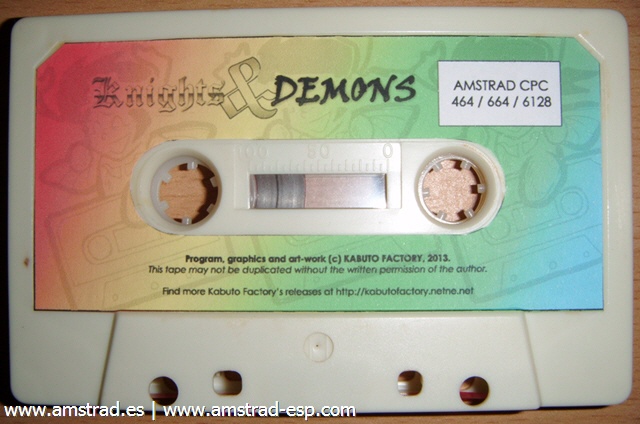 Knights & DEMONS
AMSTRAD CPC
464 / 664 / 6128
100 50 0
Program, graphics and art-work (c) KABUTO FACTORY, 2013.
This tape may not be duplicated without the written permission of the author.
Find more Kabuto Factory's releases at http://kabutofactory.netne.net
www.amstrad.es | www.amstrad-esp.com